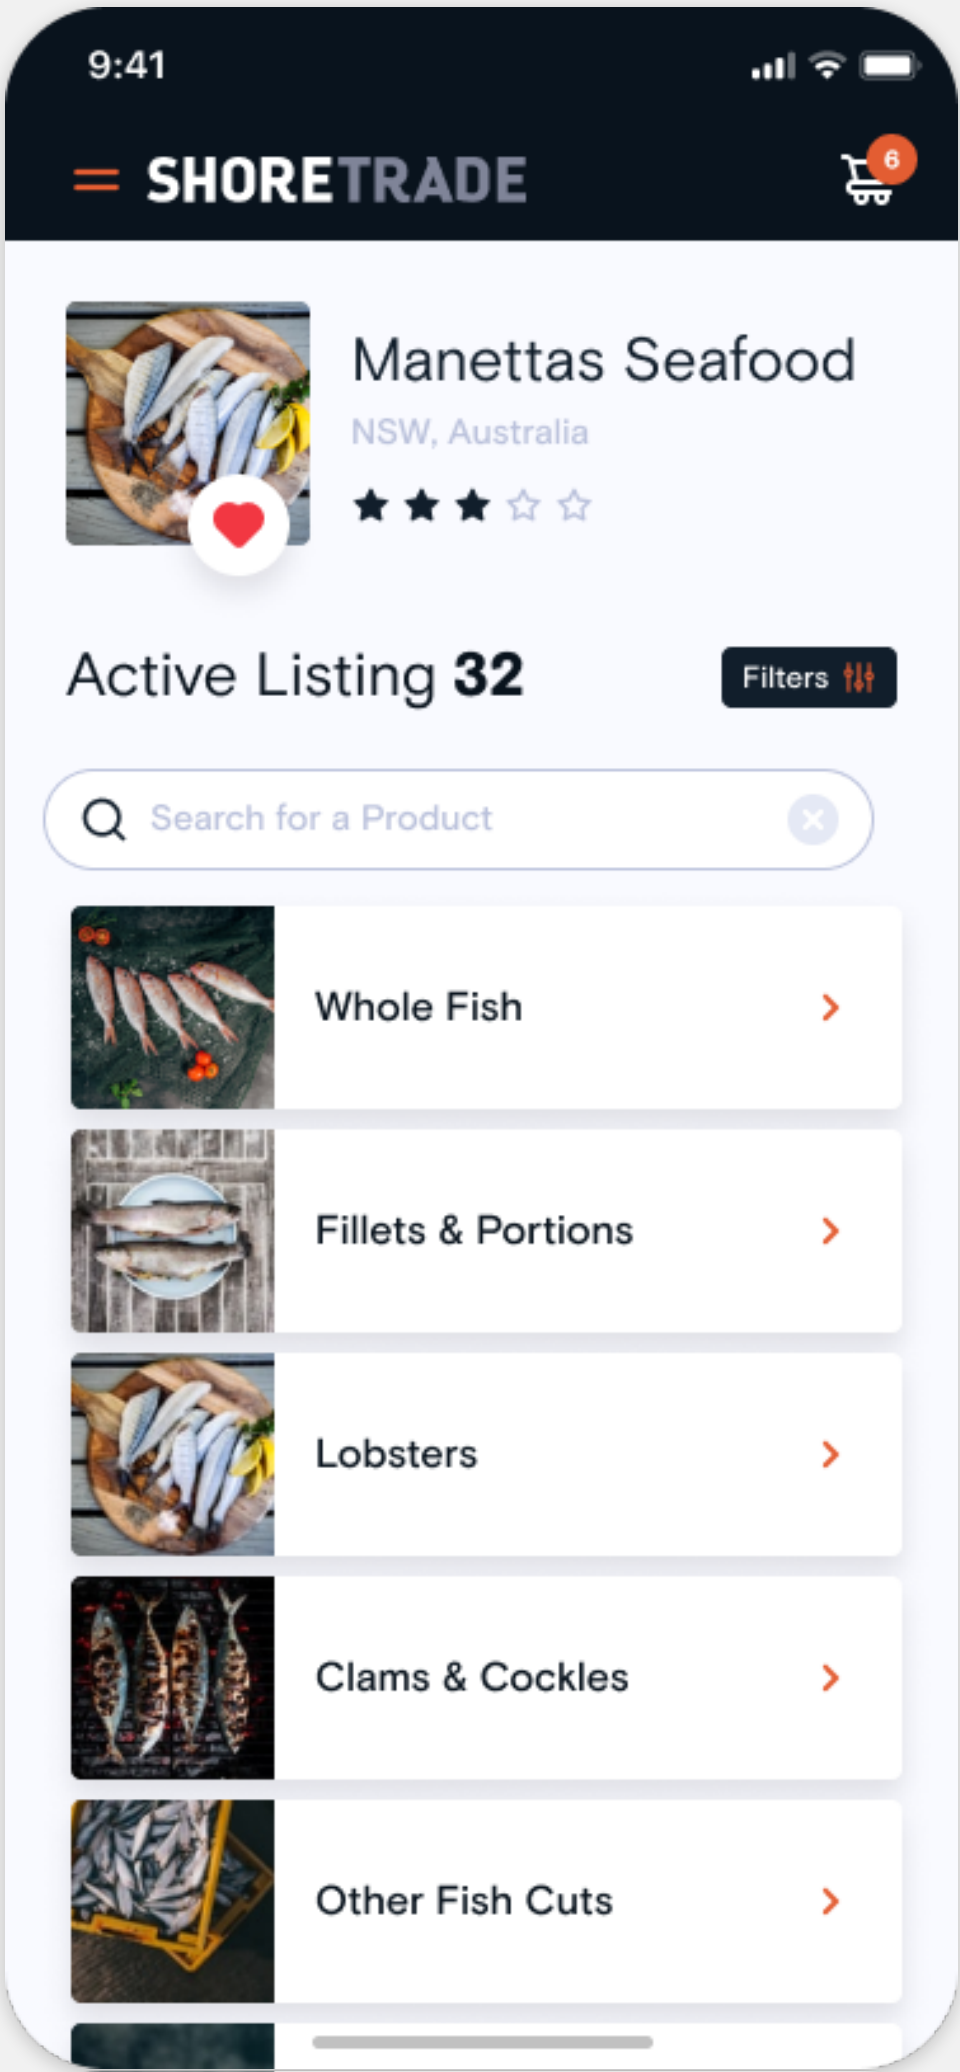 9:41
SHORETRADE
6
Manettas Seafood
NSW, Australia
Active Listing 32
Filters
Search for a Product
Whole Fish
Fillets & Portions
Lobsters
Clams & Cockles
Other Fish Cuts